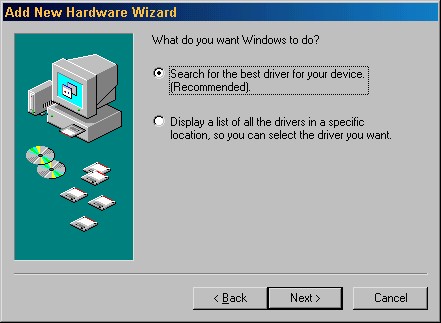 Add New Hardware Wizard
What do you want Windows to do?
Search for the best driver for your device.
(Recommended).
Display a list of all the drivers in a specific
location, so you can select the driver you want.
< Back
Next >
Cancel